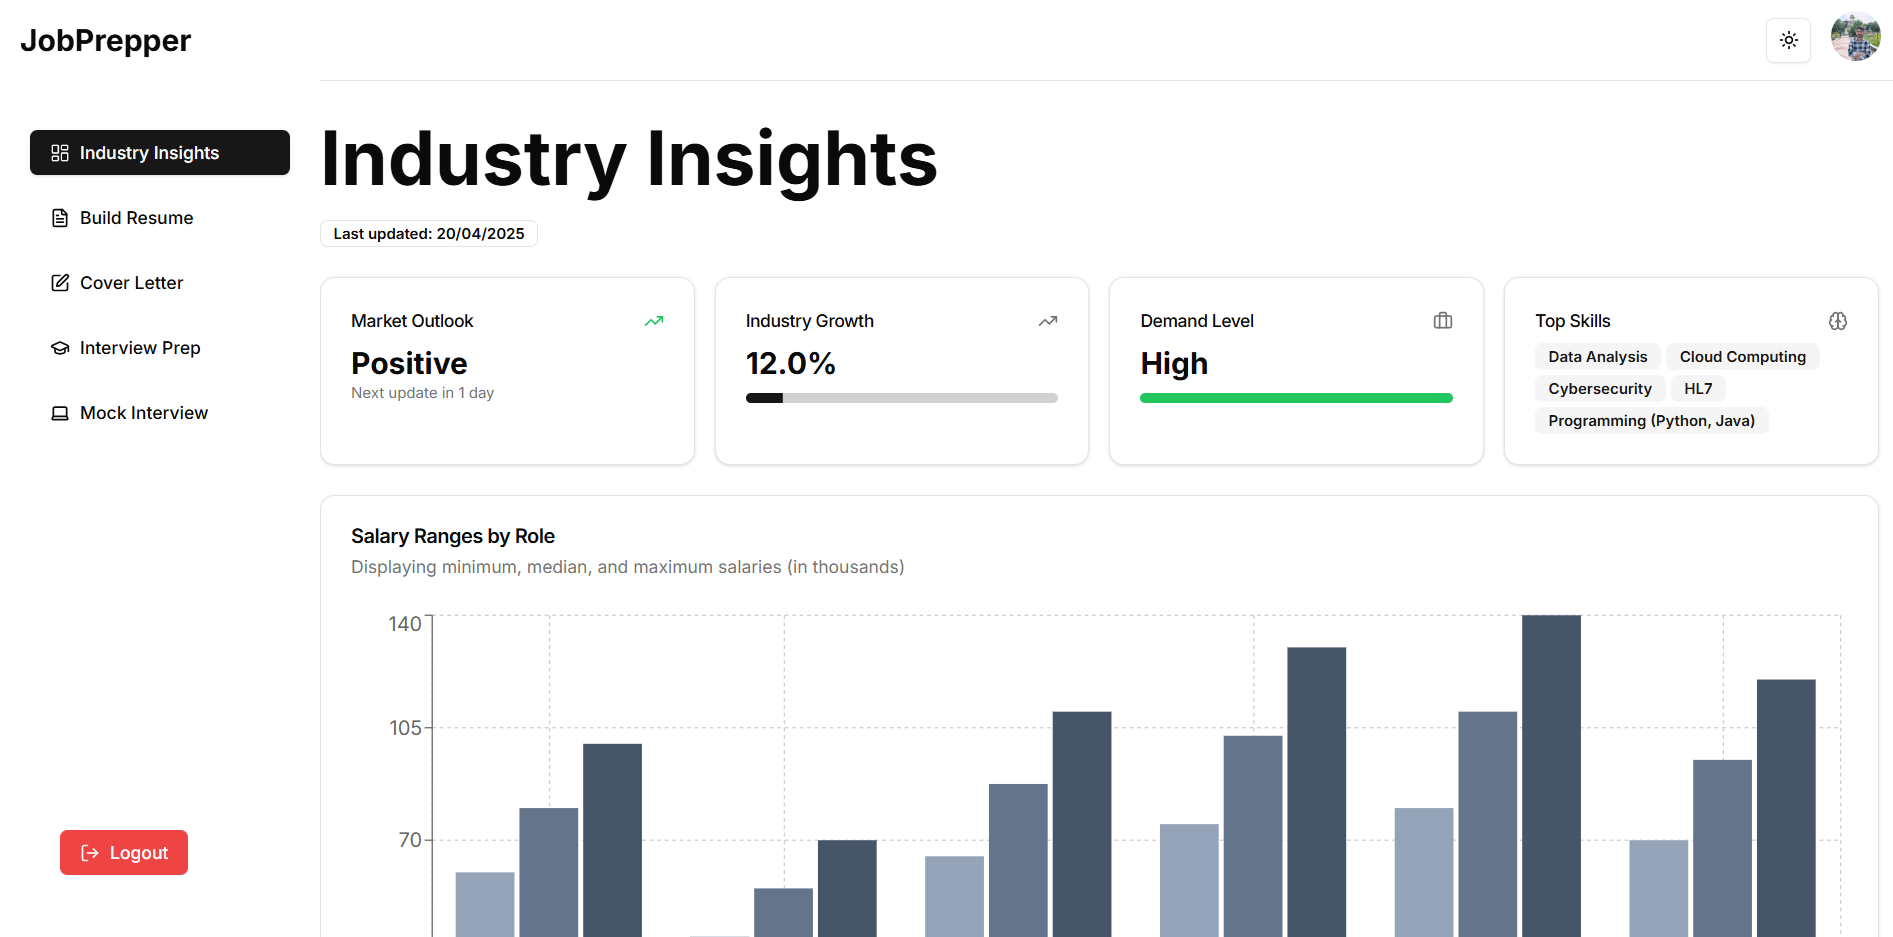 JobPrepper
Industry Insights
Build Resume
Cover Letter
Interview Prep
Mock Interview
Logout
Industry Insights
Last updated: 20/04/2025
Market Outlook
Positive
Next update in 1 day
Industry Growth
12.0%
Demand Level
High
Top Skills
Data Analysis
Cloud Computing
Cybersecurity
HL7
Programming (Python, Java)
Salary Ranges by Role
Displaying minimum, median, and maximum salaries (in thousands)
140
105
70